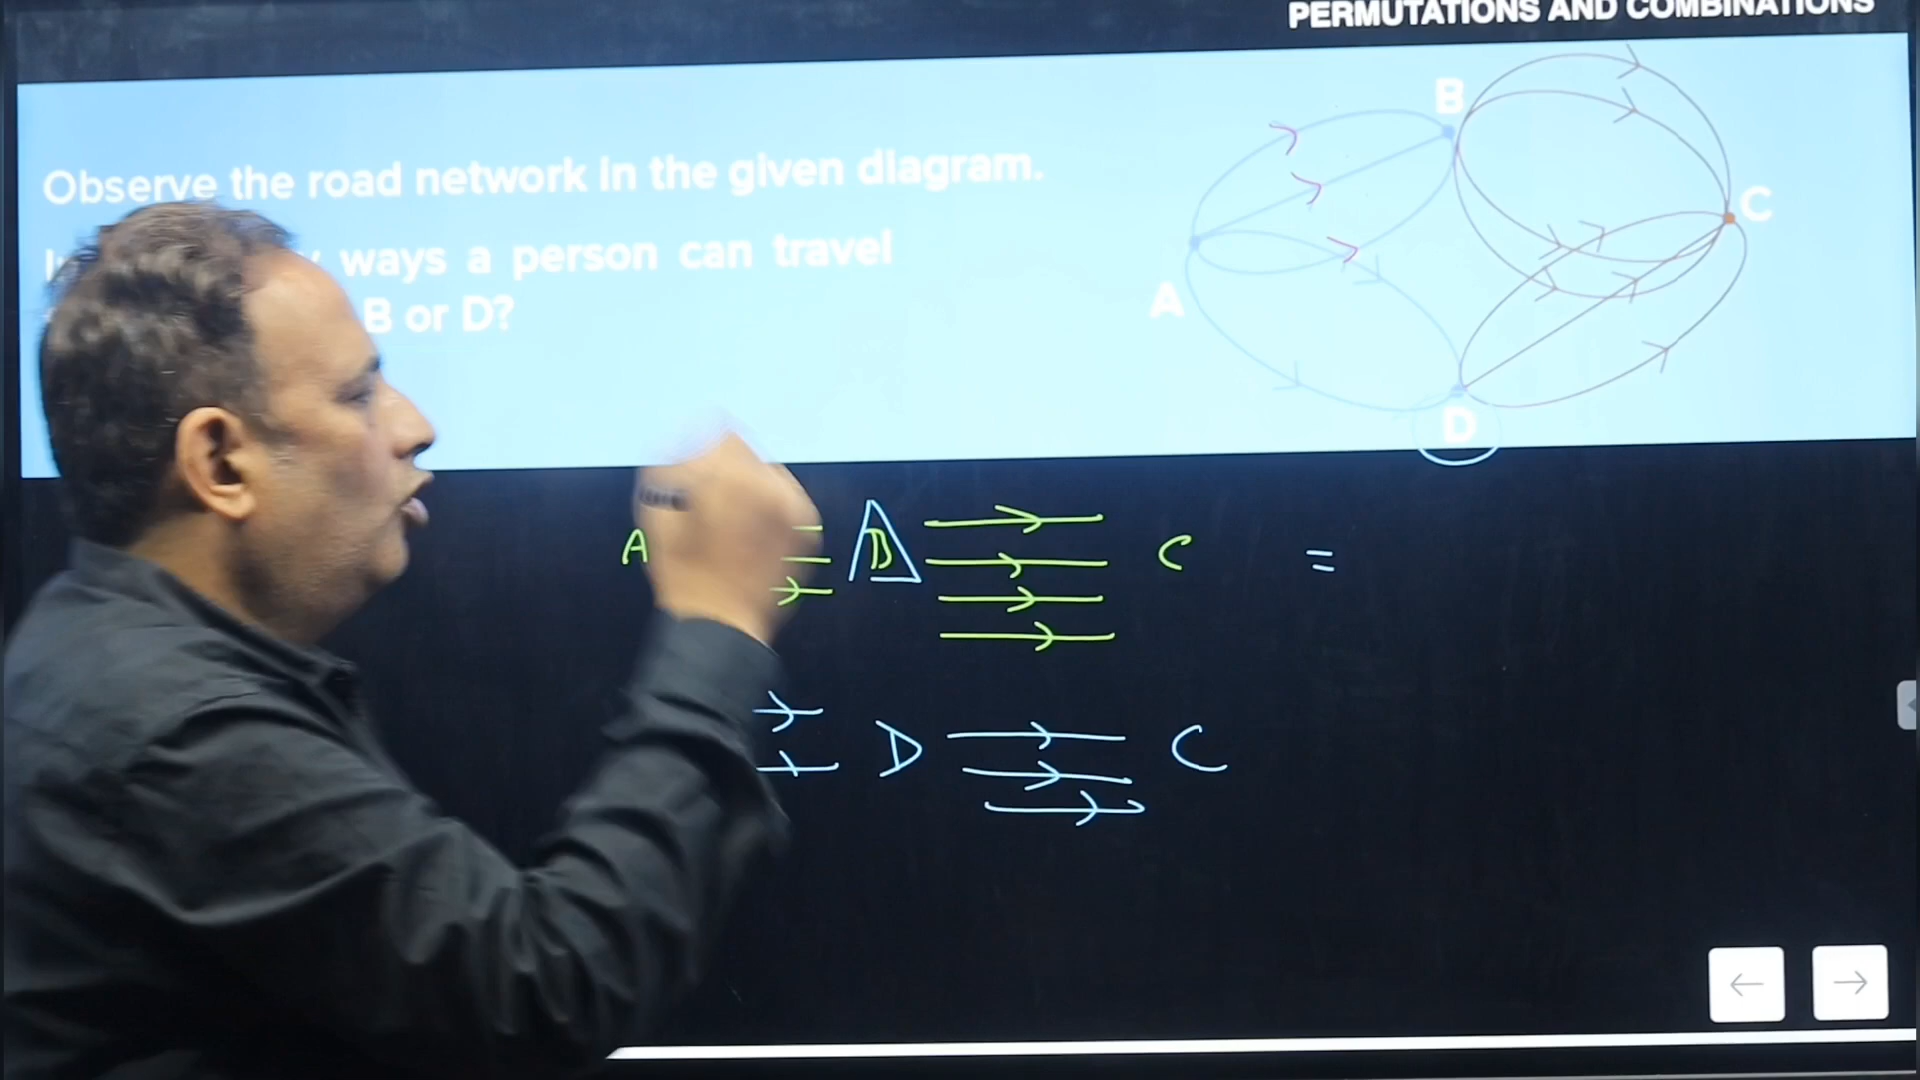 PERMUTATIONS AND COMBINATIONS
Observe the road network in the given diagram.
ways a person can travel
B or D?
B
C
A
D
A B C =
D C